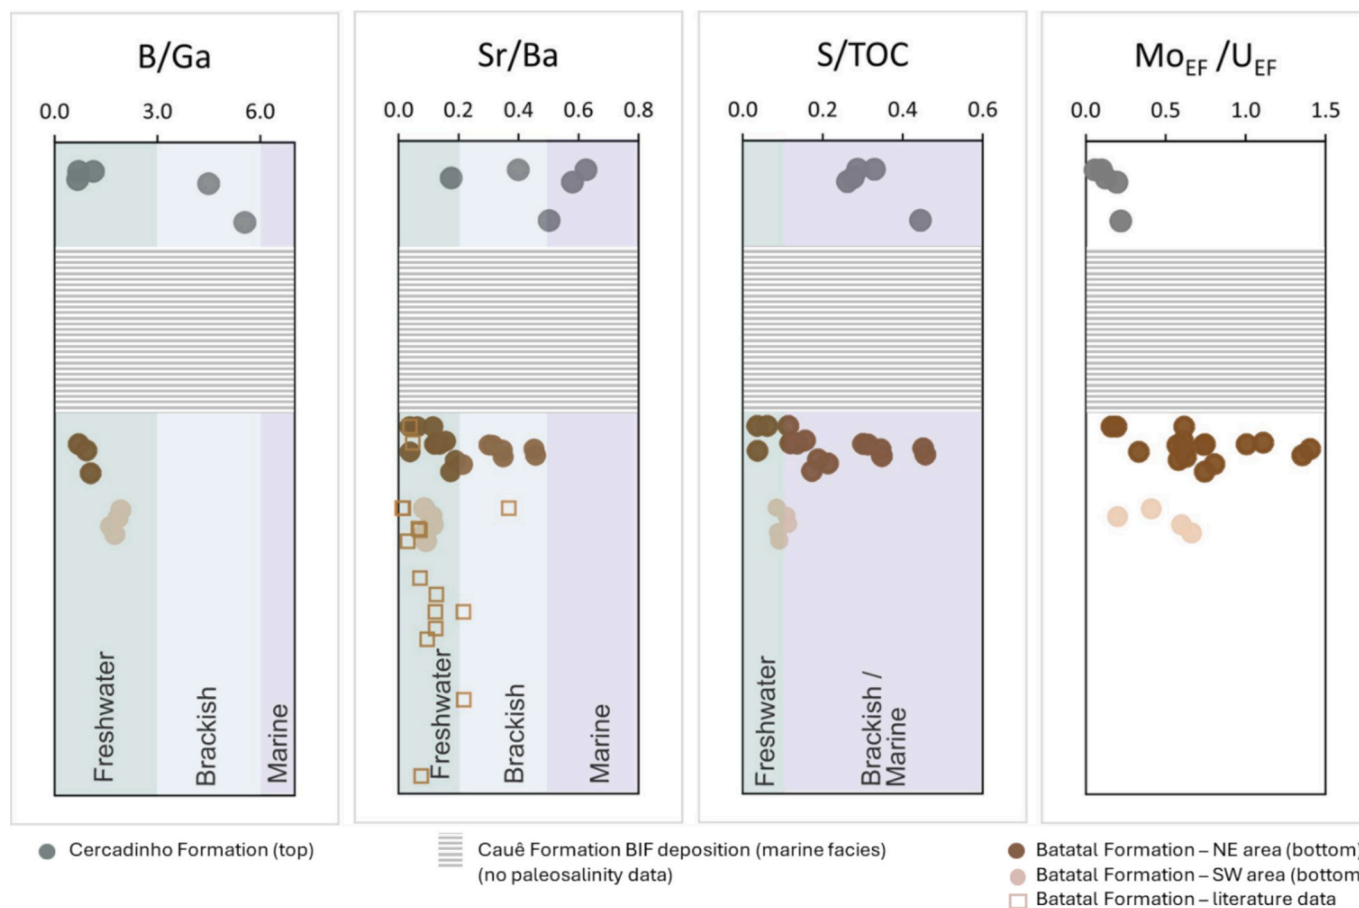 B/Ga
0.0 3.0 6.0
Freshwater
Brackish
Marine
Sr/Ba
0.0 0.2 0.4 0.6 0.8
Freshwater
Brackish
Marine
S/TOC
0.0 0.2 0.4 0.6
Freshwater
Brackish /
Marine
MoEF /UEF
0.0 0.5 1.0 1.5
Cercadinho Formation (top)
Cauê Formation BIF deposition (marine facies)
(no paleosalinity data)
Batatal Formation – NE area (bottom)
Batatal Formation – SW area (bottom
Batatal Formation – literature data